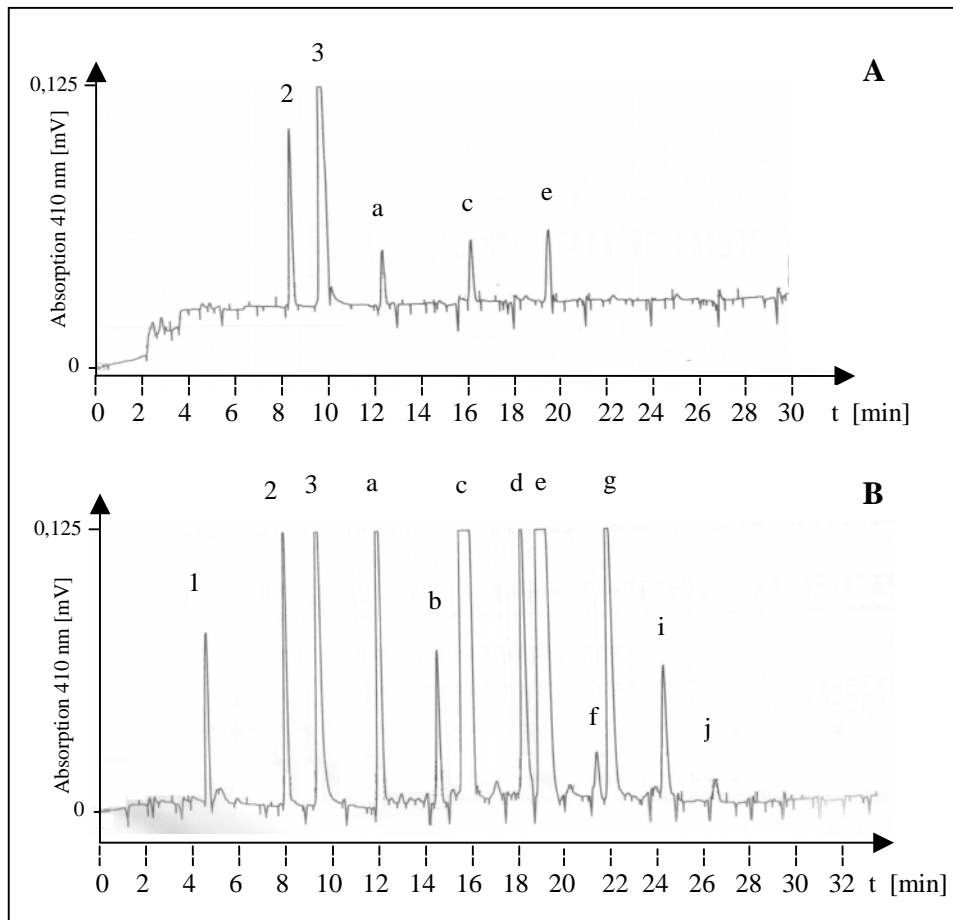 A
3
0,125
2
a
c
e
Absorption 410 nm [mV]
0
0 2 4 6 8 10 12 14 16 18 20 22 24 26 28 30 t [min]
B
2 3 a c d e g
0,125
1
b
i
f
j
Absorption 410 nm [mV]
0
0 2 4 6 8 10 12 14 16 18 20 22 24 26 28 30 32 t [min]